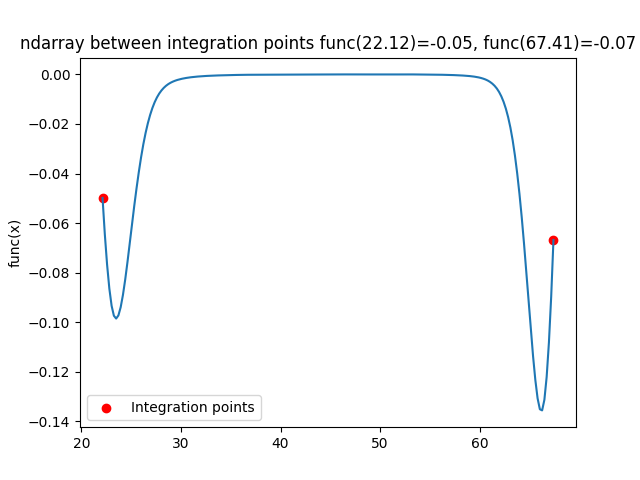 ndarray between integration points func(22.12)=-0.05, func(67.41)=-0.07
0.00
−0.02
−0.04
−0.06
−0.08
−0.10
−0.12
−0.14
func(x)
Integration points
20 30 40 50 60